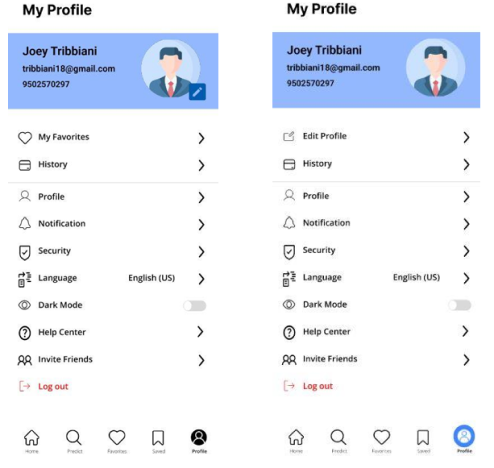 My Profile
Joey Tribbiani
tribbiani18@gmail.com
9502570297
My Favorites
History
Profile
Notification
Security
Language English (US)
Dark Mode
Help Center
Invite Friends
Log out
Home Predict Favorites Saved Profile
My Profile
Joey Tribbiani
tribbiani18@gmail.com
9502570297
Edit Profile
History
Profile
Notification
Security
Language English (US)
Dark Mode
Help Center
Invite Friends
Log out
Home Predict Favorites Saved Profile